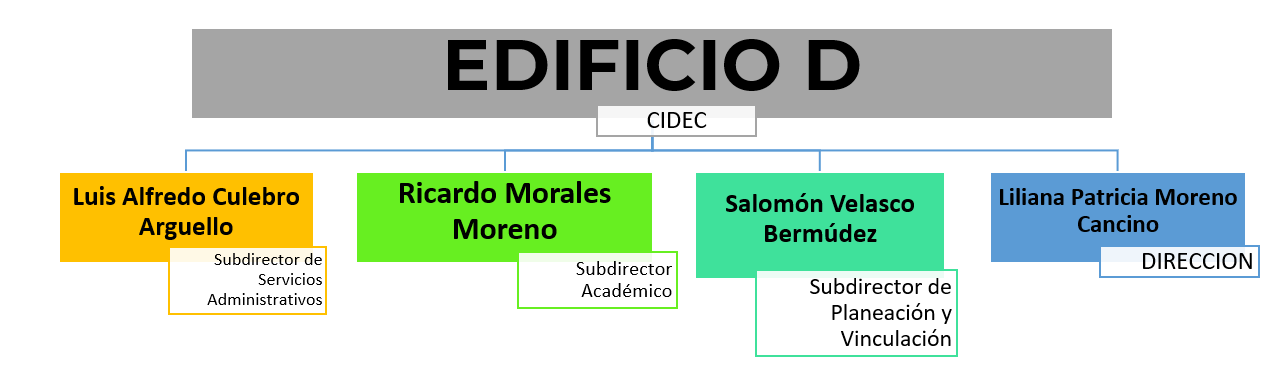 EDIFICIO D
CIDEC
Luis Alfredo Culebro
Arguello
Subdirector de
Servicios
Administrativos
Ricardo Morales
Moreno
Subdirector
Académico
Salomón Velasco
Bermúdez
Subdirector de
Planeación y
Vinculación
Liliana Patricia Moreno
Cancino
DIRECCION